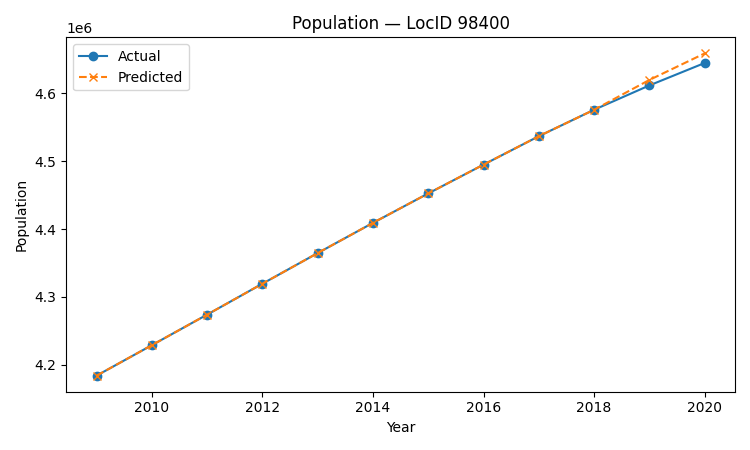 Population — LocID 98400
1e6
Actual
Predicted
4.6
4.5
4.4
4.3
4.2
Population
2010
2012
2014
2016
2018
2020
Year